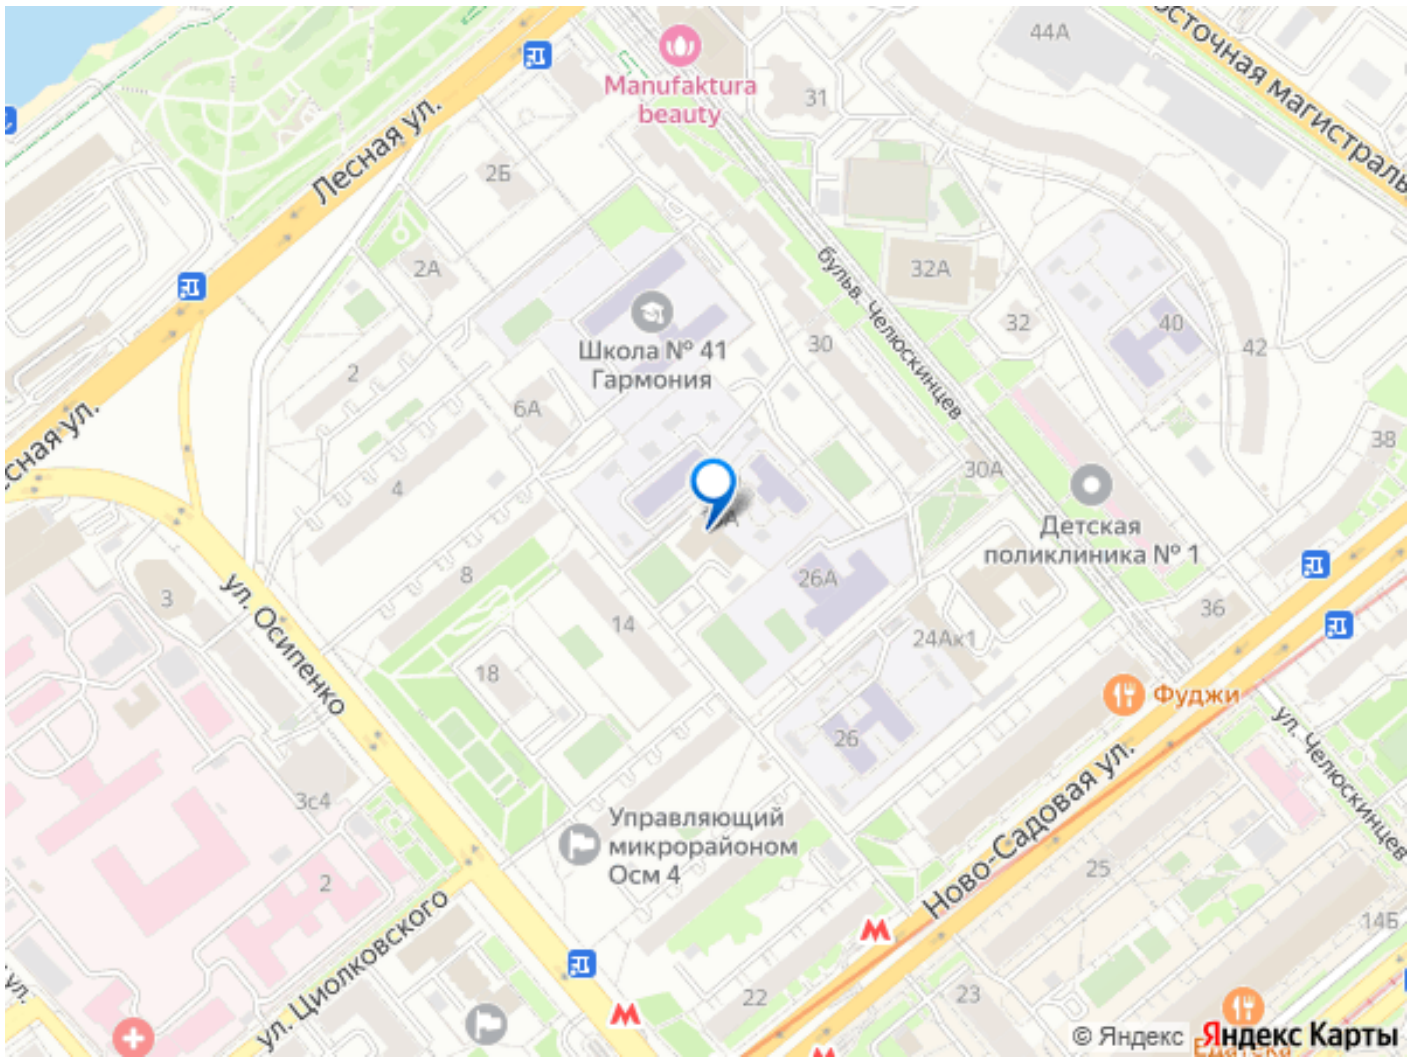 44А
Восточная магистраль
Manufaktura
beauty
31
Лесная ул.
2Б
2А
бульв. Челюскинцев
32А
Школа № 41
Гармония
30
32
40
42
2
6А
Лесная ул.
38
4
30А
Детская
поликлиника № 1
8
26А
3
ул. Осипенко
14
36
24Ак1
18
Фуджи
26
ул. Челюскинцев
Ново-Садовая ул.
3с4
Управляющий
микрорайоном
Осм 4
25
2
ул. Циолковского
14Б
22
23
ул.
© Яндекс Яндекс Карты